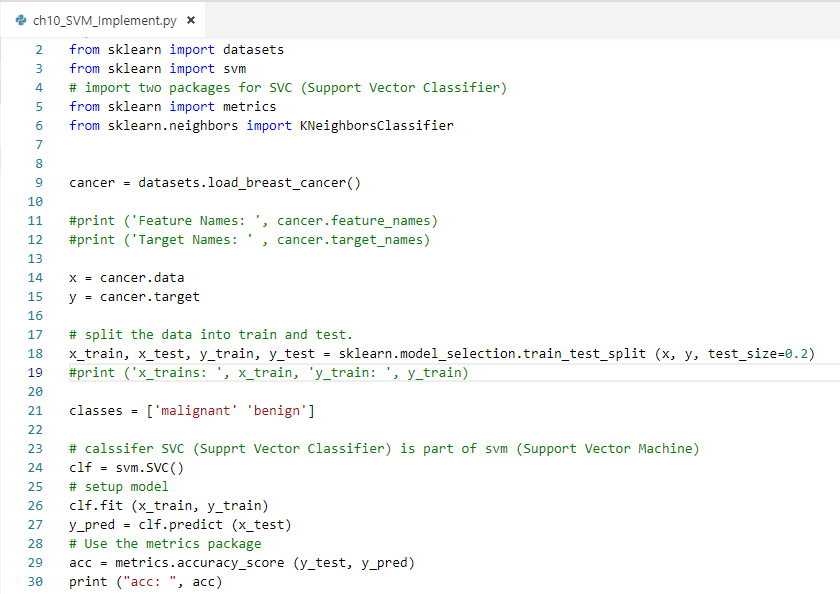 ch10_SVM_Implement.py ×
2 from sklearn import datasets
3 from sklearn import svm
4 # import two packages for SVC (Support Vector Classifier)
5 from sklearn import metrics
6 from sklearn.neighbors import KNeighborsClassifier
7
8
9 cancer = datasets.load_breast_cancer()
10
11 #print ('Feature Names: ', cancer.feature_names)
12 #print ('Target Names: ' , cancer.target_names)
13
14 x = cancer.data
15 y = cancer.target
16
17 # split the data into train and test.
18 x_train, x_test, y_train, y_test = sklearn.model_selection.train_test_split (x, y, test_size=0.2)
19 #print ('x_trains: ', x_train, 'y_train: ', y_train)
20
21 classes = ['malignant' 'benign']
22
23 # calssifer SVC (Supprt Vector Classifier) is part of svm (Support Vector Machine)
24 clf = svm.SVC()
25 # setup model
26 clf.fit (x_train, y_train)
27 y_pred = clf.predict (x_test)
28 # Use the metrics package
29 acc = metrics.accuracy_score (y_test, y_pred)
30 print ("acc: ", acc)